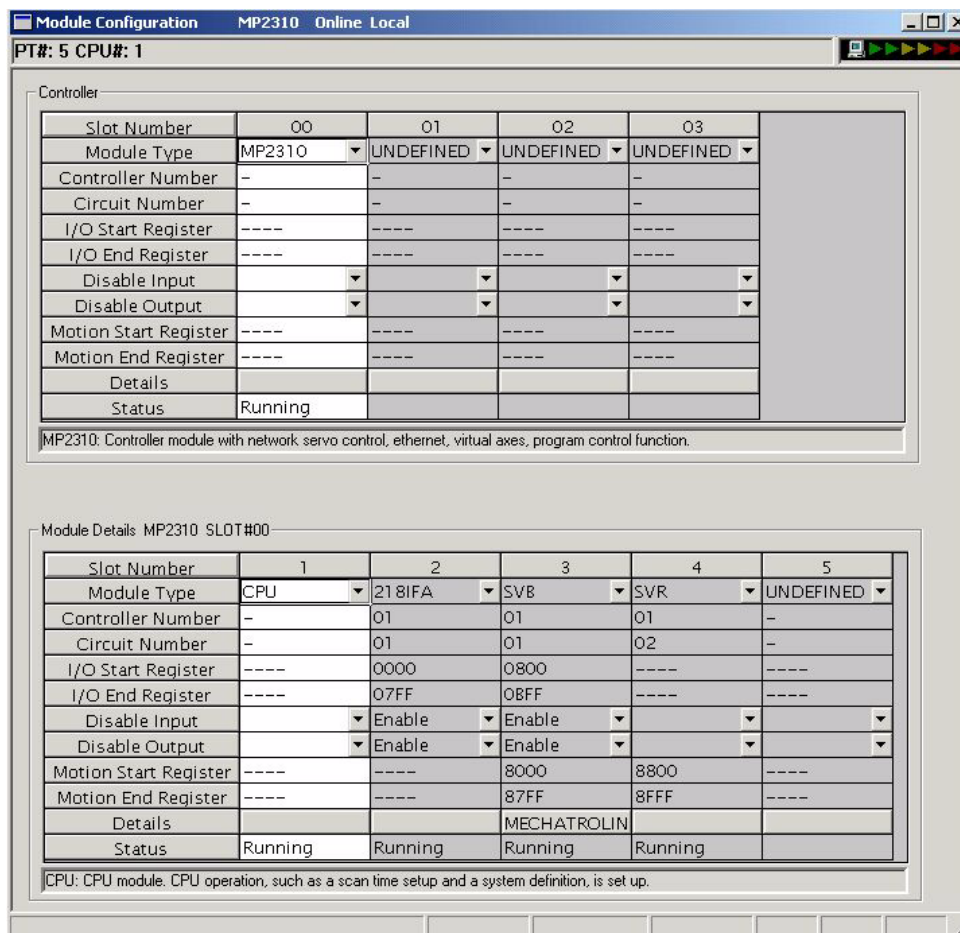 Module Configuration MP2310 Online Local
PT#: 5 CPU#: 1
Controller
Slot Number 00 01 02 03
Module Type MP2310 UNDEFINED UNDEFINED UNDEFINED
Controller Number – – – –
Circuit Number – – – –
I/O Start Register ---- ---- ---- ----
I/O End Register ---- ---- ---- ----
Disable Input
Disable Output
Motion Start Register ---- ---- ---- ----
Motion End Register ---- ---- ---- ----
Details
Status Running
MP2310: Controller module with network servo control, ethernet, virtual axes, program control function.
Module Details MP2310 SLOT#00
Slot Number 1 2 3 4 5
Module Type CPU 218IFA SVB SVR UNDEFINED
Controller Number – 01 01 01 –
Circuit Number – 01 01 02 –
I/O Start Register ---- 0000 0800 ---- ----
I/O End Register ---- 07FF 0BFF ---- ----
Disable Input Enable Enable
Disable Output Enable Enable
Motion Start Register ---- ---- 8000 8800 ----
Motion End Register ---- ---- 87FF 8FFF ----
Details MECHATROLIN
Status Running Running Running Running
CPU: CPU module. CPU operation, such as a scan time setup and a system definition, is set up.